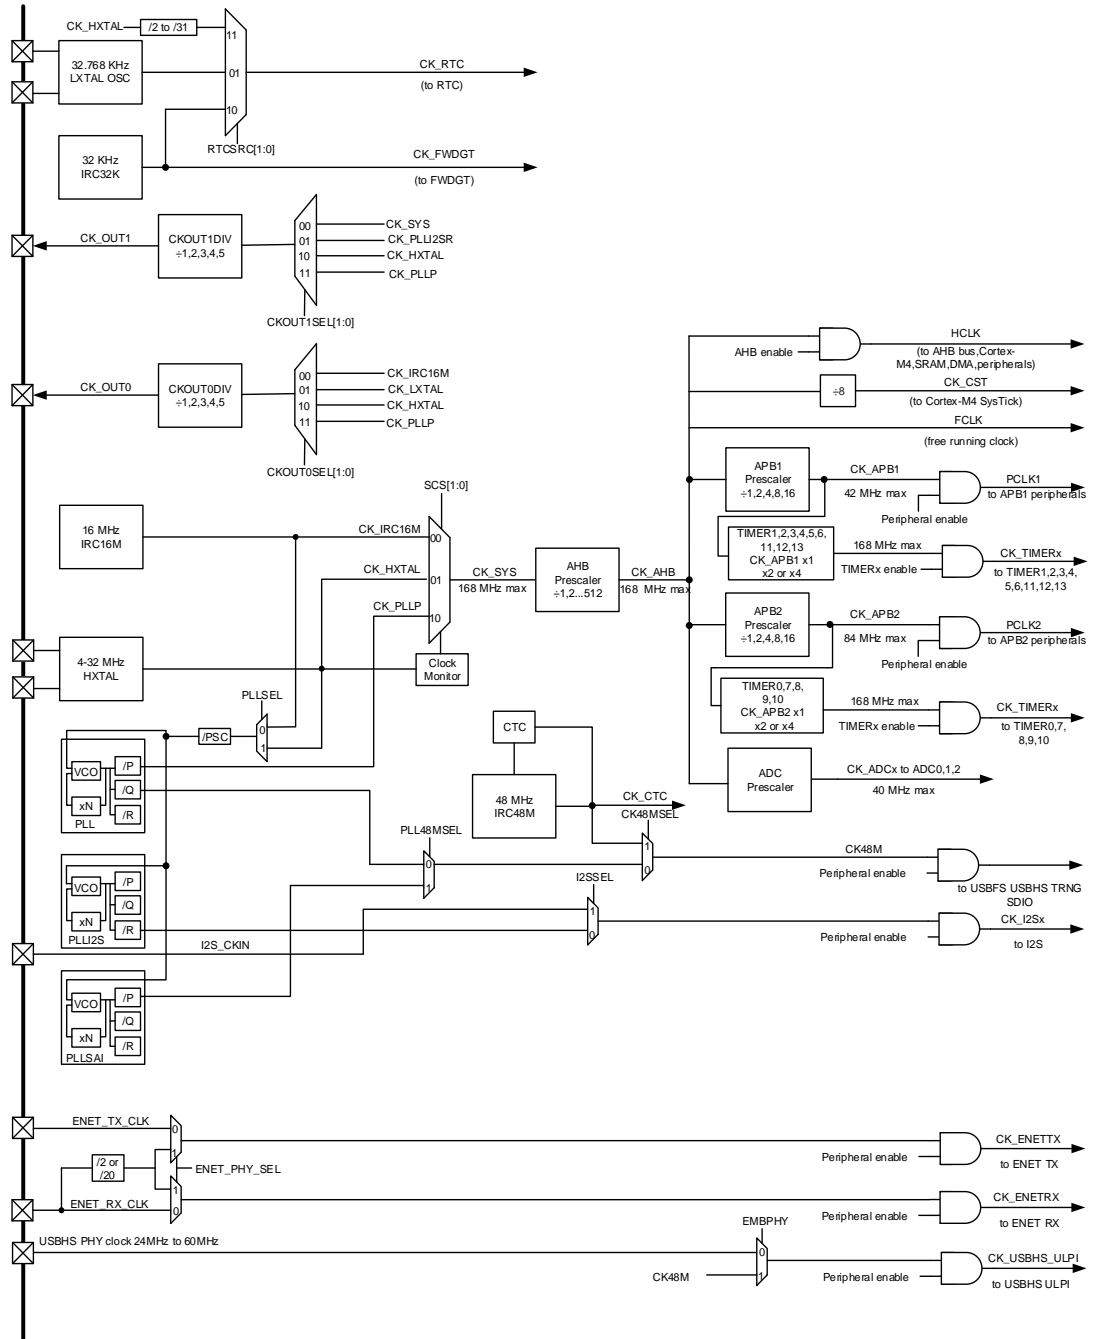 CK_HXTAL
/2 to /31
11
32.768 KHz
LXTAL OSC
01
CK_RTC
(to RTC)
10
RTCSRC[1:0]
32 KHz
IRC32K
CK_FWDGT
(to FWDGT)
CK_OUT1
CKOUT1DIV
÷1,2,3,4,5
00
01
10
11
CK_SYS
CK_PLLI2SR
CK_HXTAL
CK_PLLP
CKOUT1SEL[1:0]
CK_OUT0
CKOUT0DIV
÷1,2,3,4,5
00
01
10
11
CK_IRC16M
CK_LXTAL
CK_HXTAL
CK_PLLP
CKOUT0SEL[1:0]
AHB enable
HCLK
(to AHB bus,Cortex-
M4,SRAM,DMA,peripherals)
÷8
CK_CST
(to Cortex-M4 SysTick)
FCLK
(free running clock)
SCS[1:0]
16 MHz
IRC16M
CK_IRC16M
00
CK_HXTAL
01
CK_PLLP
10
CK_SYS
168 MHz max
AHB
Prescaler
÷1,2...512
CK_AHB
168 MHz max
APB1
Prescaler
÷1,2,4,8,16
CK_APB1
42 MHz max
Peripheral enable
PCLK1
to APB1 peripherals
TIMER1,2,3,4,5,6,
11,12,13
CK_APB1 x1
x2 or x4
168 MHz max
TIMERx enable
CK_TIMERx
to TIMER1,2,3,4,
5,6,11,12,13
APB2
Prescaler
÷1,2,4,8,16
CK_APB2
84 MHz max
Peripheral enable
PCLK2
to APB2 peripherals
4-32 MHz
HXTAL
Clock
Monitor
TIMER0,7,8,
9,10
CK_APB2 x1
x2 or x4
168 MHz max
TIMERx enable
CK_TIMERx
to TIMER0,7,
8,9,10
ADC
Prescaler
CK_ADCx to ADC0,1,2
40 MHz max
PLLSEL
0
1
/PSC
VCO
xN
/P
/Q
/R
PLL
CTC
48 MHz
IRC48M
CK_CTC
CK48MSEL
1
0
PLL48MSEL
0
1
CK48M
Peripheral enable
to USBFS USBHS TRNG
SDIO
VCO
xN
/P
/Q
/R
PLLI2S
I2SSEL
1
0
I2S_CKIN
Peripheral enable
CK_I2Sx
to I2S
VCO
xN
/P
/Q
/R
PLLSAI
ENET_TX_CLK
0
1
/2 or
/20
ENET_PHY_SEL
1
0
ENET_RX_CLK
Peripheral enable
CK_ENETTX
to ENET TX
Peripheral enable
CK_ENETRX
to ENET RX
USBHS PHY clock 24MHz to 60MHz
EMBPHY
0
1
CK48M
Peripheral enable
CK_USBHS_ULPI
to USBHS ULPI